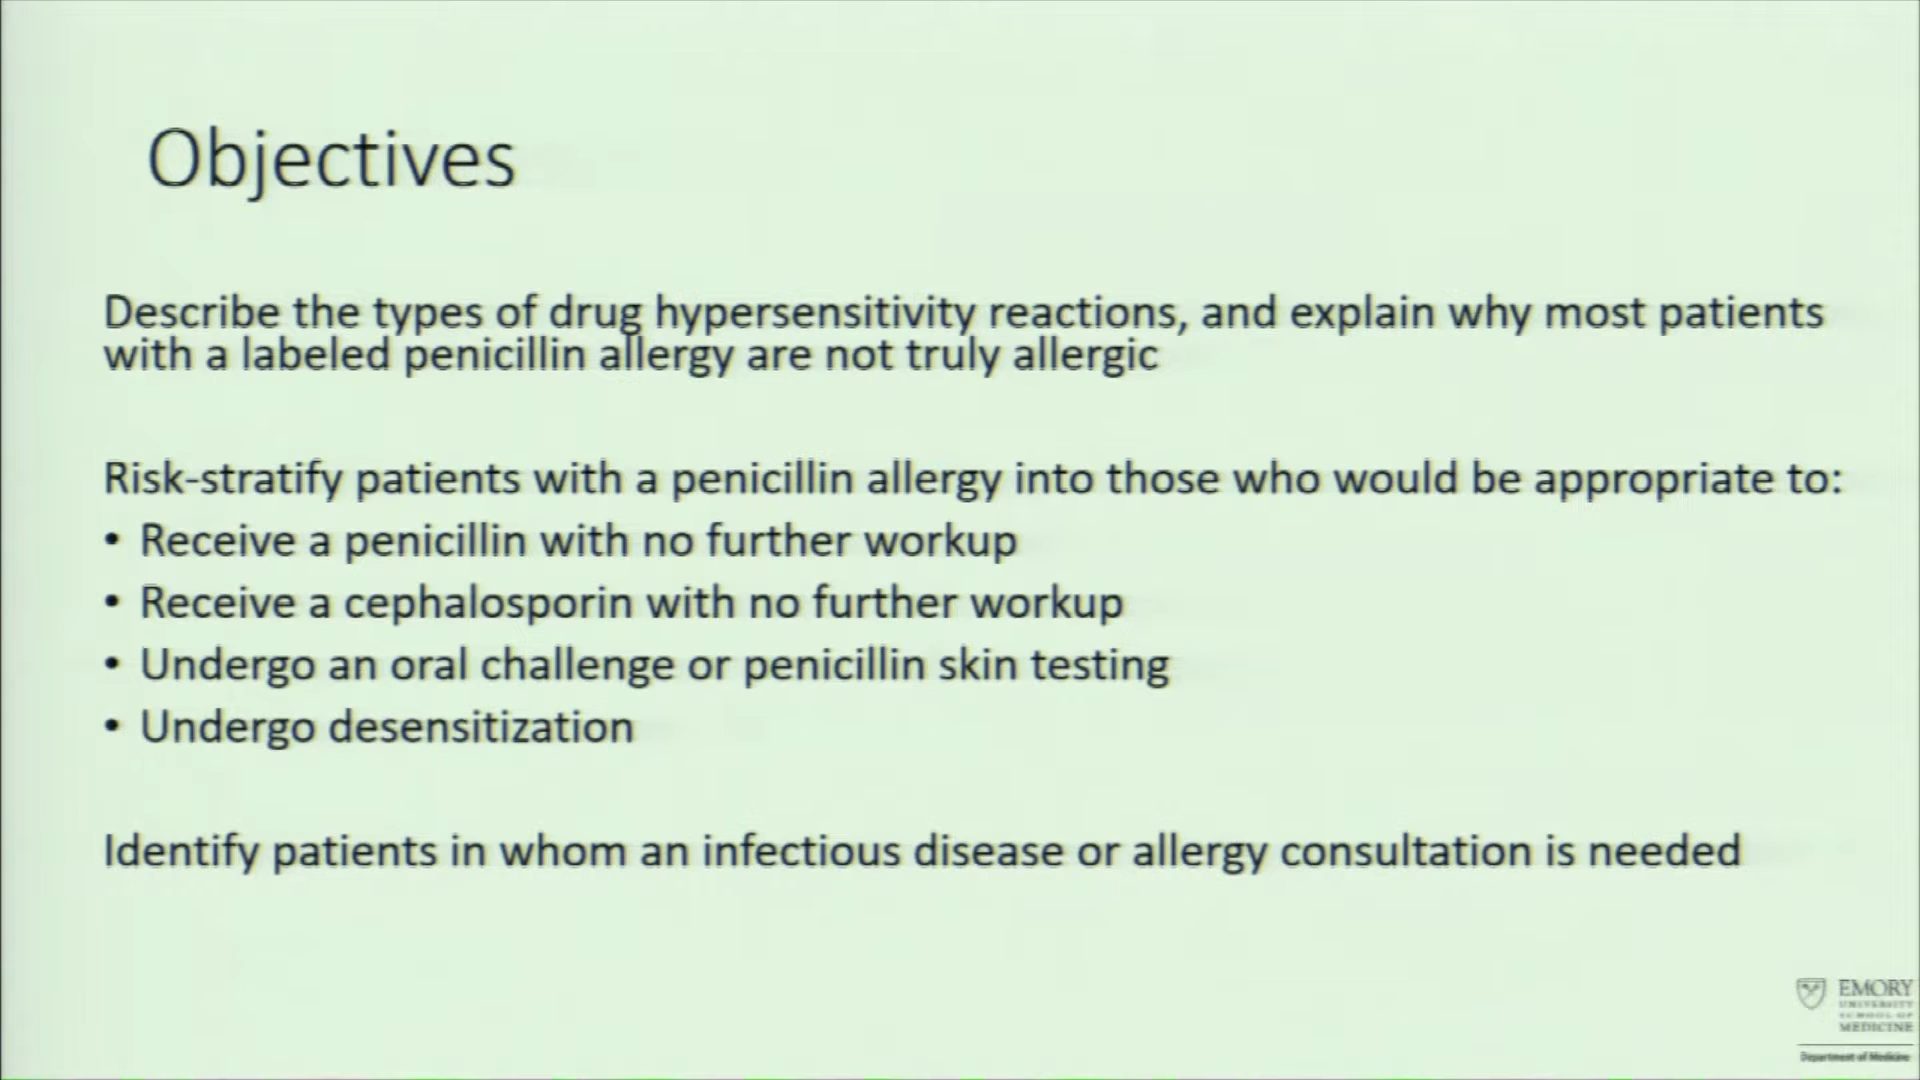 Objectives
Describe the types of drug hypersensitivity reactions, and explain why most patients
with a labeled penicillin allergy are not truly allergic
Risk-stratify patients with a penicillin allergy into those who would be appropriate to:
• Receive a penicillin with no further workup
• Receive a cephalosporin with no further workup
• Undergo an oral challenge or penicillin skin testing
• Undergo desensitization
Identify patients in whom an infectious disease or allergy consultation is needed
EMORY
UNIVERSITY
SCHOOL OF
MEDICINE
Department of Medicine